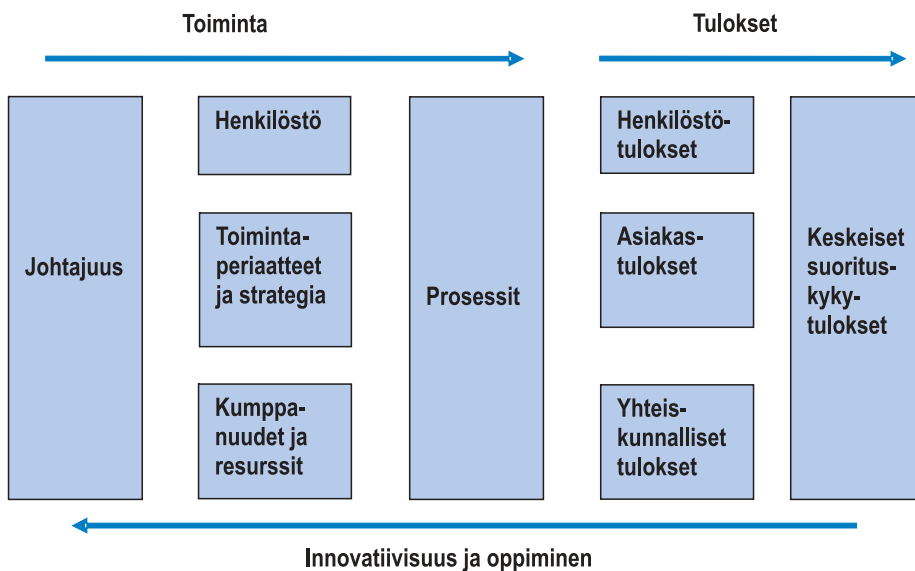 Toiminta
Tulokset
Johtajuus
Henkilöstö
Toiminta-
periaatteet
ja strategia
Kumppa-
nuudet ja
resurssit
Prosessit
Henkilöstö-
tulokset
Asiakas-
tulokset
Yhteis-
kunnalliset
tulokset
Keskeiset
suoritus-
kyky-
tulokset
Innovatiivisuus ja oppiminen